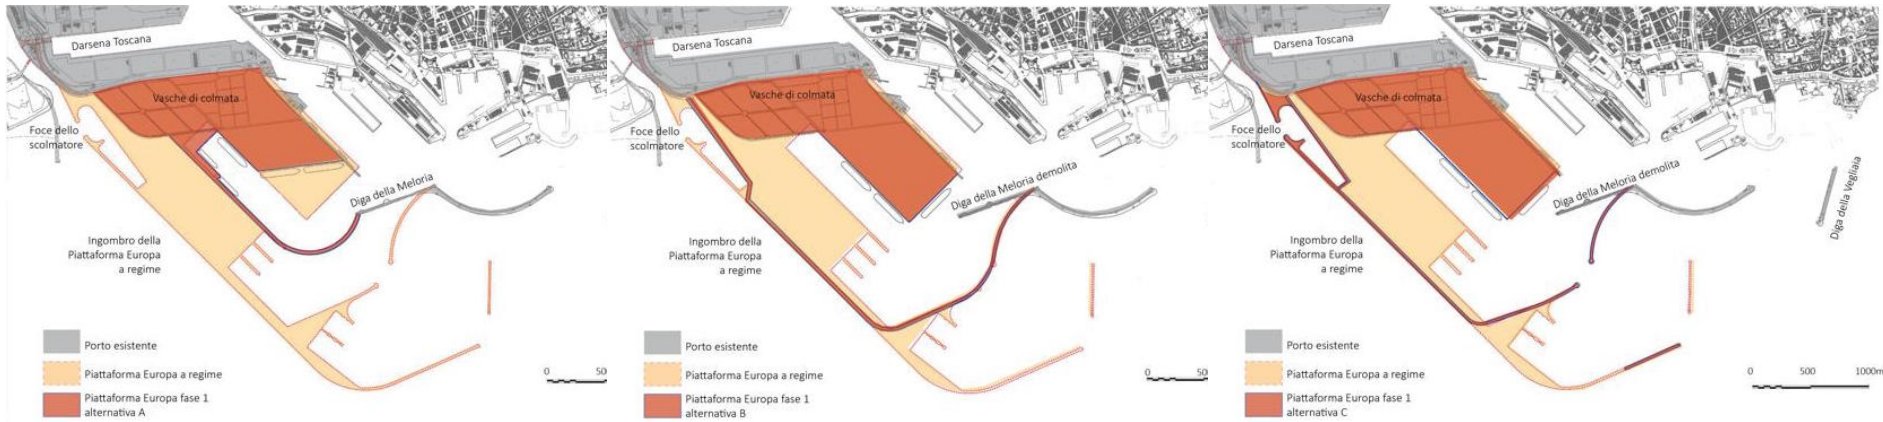 Darsena Toscana
Vasche di colmata
Foce dello
scolmatore
Diga della Meloria
Ingombro della
Piattaforma Europa
a regime
Porto esistente
Piattaforma Europa a regime
Piattaforma Europa fase 1
alternativa A
0 50
Darsena Toscana
Vasche di colmata
Foce dello
scolmatore
Diga della Meloria demolita
Ingombro della
Piattaforma Europa
a regime
Porto esistente
Piattaforma Europa a regime
Piattaforma Europa fase 1
alternativa B
0 50
Darsena Toscana
Vasche di colmata
Foce dello
scolmatore
Diga della Meloria demolita
Diga della Vegliaia
Ingombro della
Piattaforma Europa
a regime
Porto esistente
Piattaforma Europa a regime
Piattaforma Europa fase 1
alternativa C
0 500 1000m